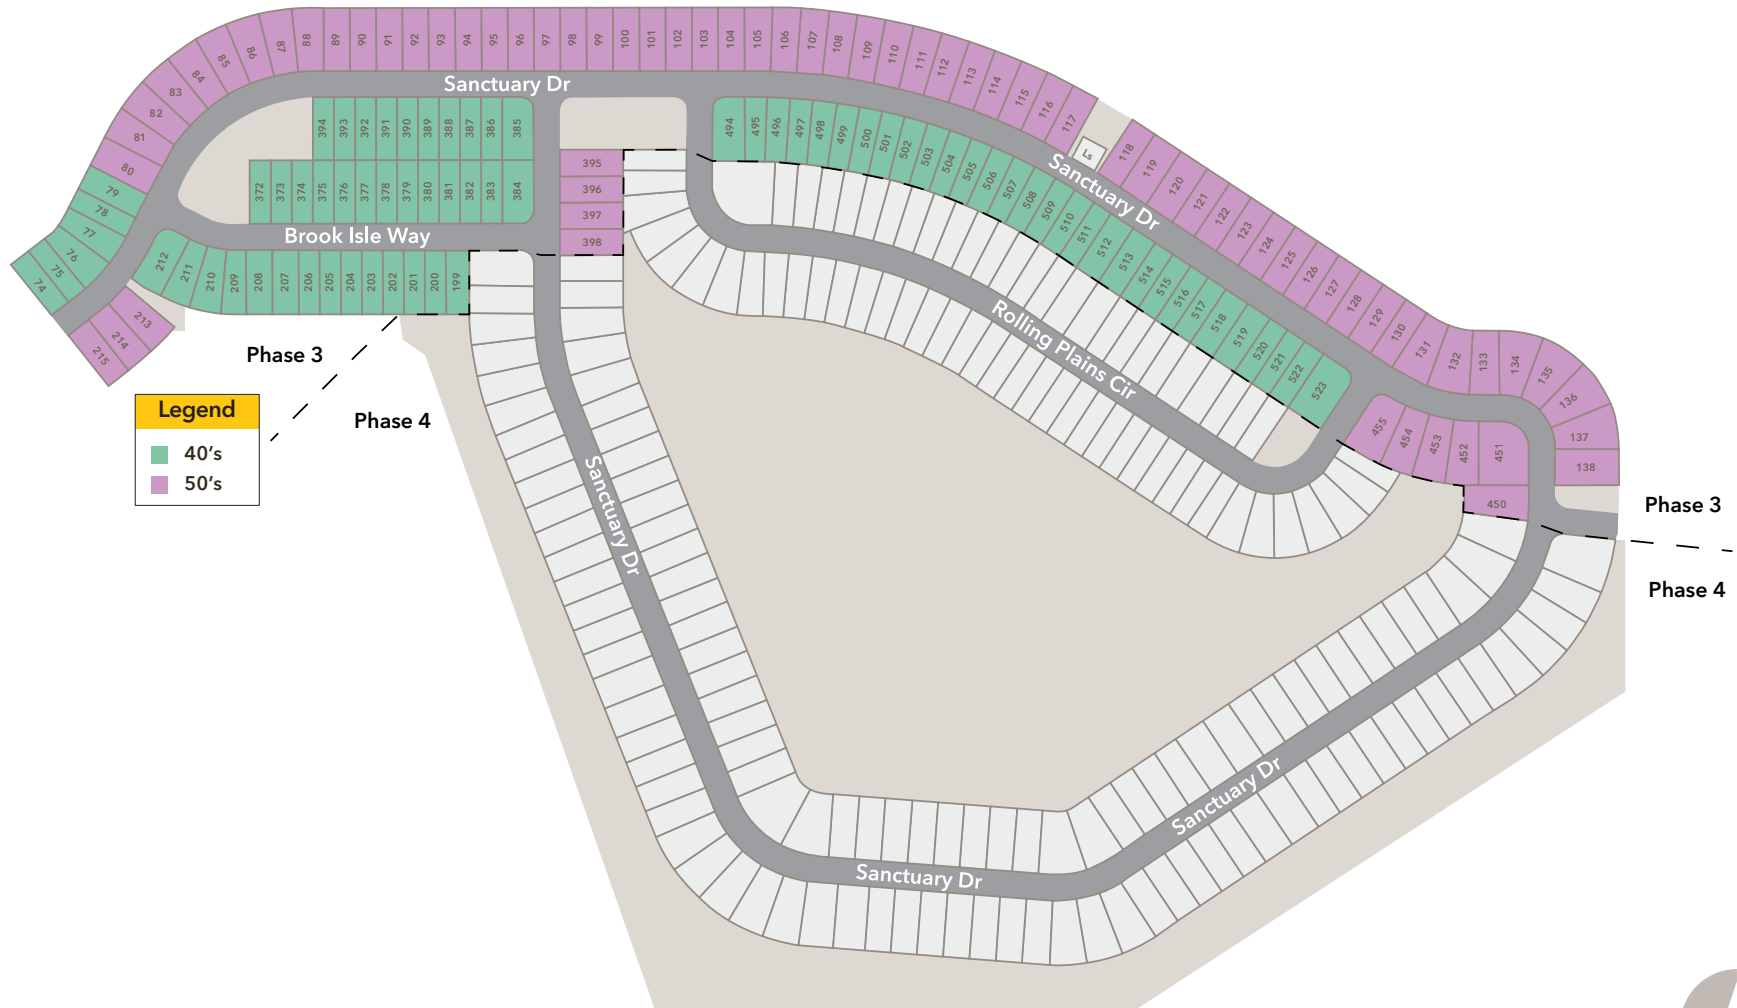 88 89 90 91 92 93 94 95 96 97 98 99 100 101 102 103 104 105 106 107 108 109 110 111 112 113 114 115 116 117
87
86
85
84
83
82
81
80
79
78
77
76
75
74
Sanctuary Dr
394 393 392 391 390 389 388 387 386 385
372 373 374 375 376 377 378 379 380 381 382 383 384
395
396
397
398
Brook Isle Way
212 211 210 209 208 207 206 205 204 203 202 201 200 199
213
214
215
494 495 496 497 498 499 500 501 502 503 504 505 506 507 508 509 510 511 512 513 514 515 516 517 518 519 520 521 522 523
Ls
Sanctuary Dr
118 119 120 121 122 123 124 125 126 127 128 129 130 131 132 133 134 135
136
137
138
455 454 453 452 451
450
Rolling Plains Cir
Phase 3
Phase 4
Legend
40's
50's
Phase 3
Phase 4
Sanctuary Dr
Sanctuary Dr
Sanctuary Dr